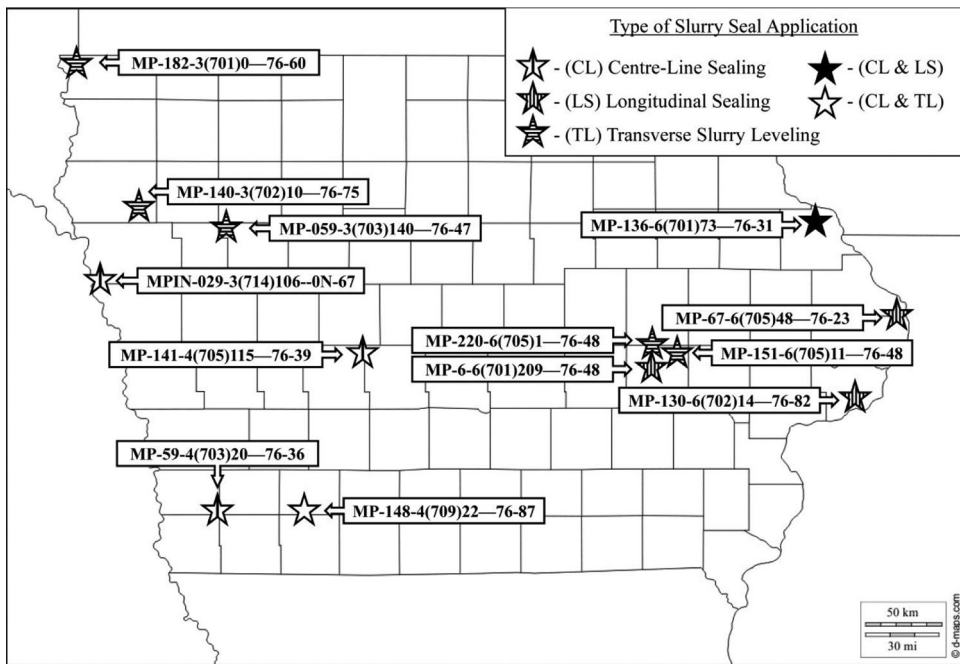 Type of Slurry Seal Application
- (CL) Centre-Line Sealing
- (CL & LS)
- (LS) Longitudinal Sealing
- (CL & TL)
- (TL) Transverse Slurry Leveling
MP-182-3(701)0—76-60
MP-140-3(702)10—76-75
MP-059-3(703)140—76-47
MP-136-6(701)73—76-31
MPIN-029-3(714)106--0N-67
MP-67-6(705)48—76-23
MP-220-6(705)1—76-48
MP-141-4(705)115—76-39
MP-151-6(705)11—76-48
MP-6-6(701)209—76-48
MP-130-6(702)14—76-82
MP-59-4(703)20—76-36
MP-148-4(709)22—76-87
50 km
30 mi
© d-maps.com